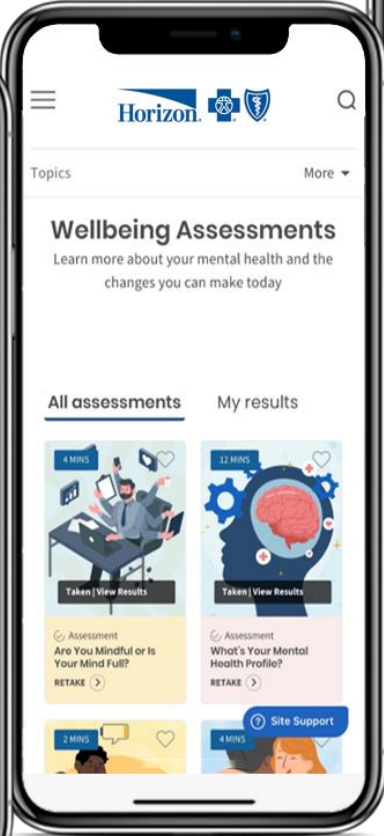 Horizon.
Topics
More
Wellbeing Assessments
Learn more about your mental health and the
changes you can make today
All assessments
My results
4 MINS
12 MINS
Taken | View Results
Taken | View Results
Assessment
Assessment
Are You Mindful or Is
Your Mind Full?
What's Your Mental
Health Profile?
RETAKE
RETAKE
? Site Support
2 MINS
4 MINS